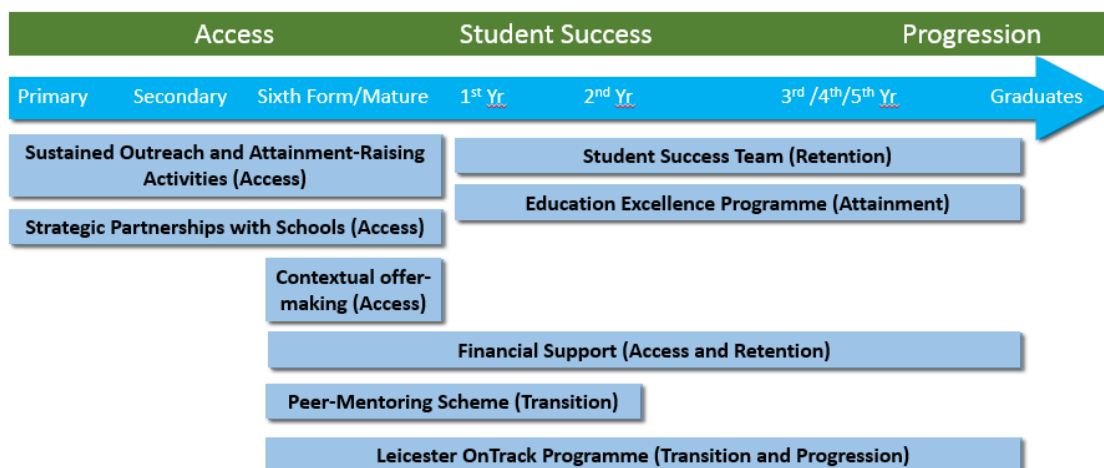 Access Student Success Progression
Primary Secondary Sixth Form/Mature 1st Yr 2nd Yr 3rd /4th/5th Yr Graduates
Sustained Outreach and Attainment-Raising
Activities (Access)
Student Success Team (Retention)
Education Excellence Programme (Attainment)
Strategic Partnerships with Schools (Access)
Contextual offer-
making (Access)
Financial Support (Access and Retention)
Peer-Mentoring Scheme (Transition)
Leicester OnTrack Programme (Transition and Progression)